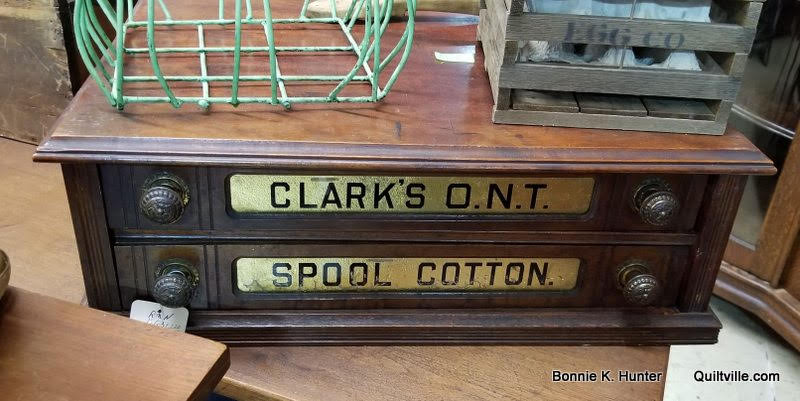 EGG CO
CLARK'S O.N.T.
SPOOL COTTON.
Bonnie K. Hunter Quiltville.com